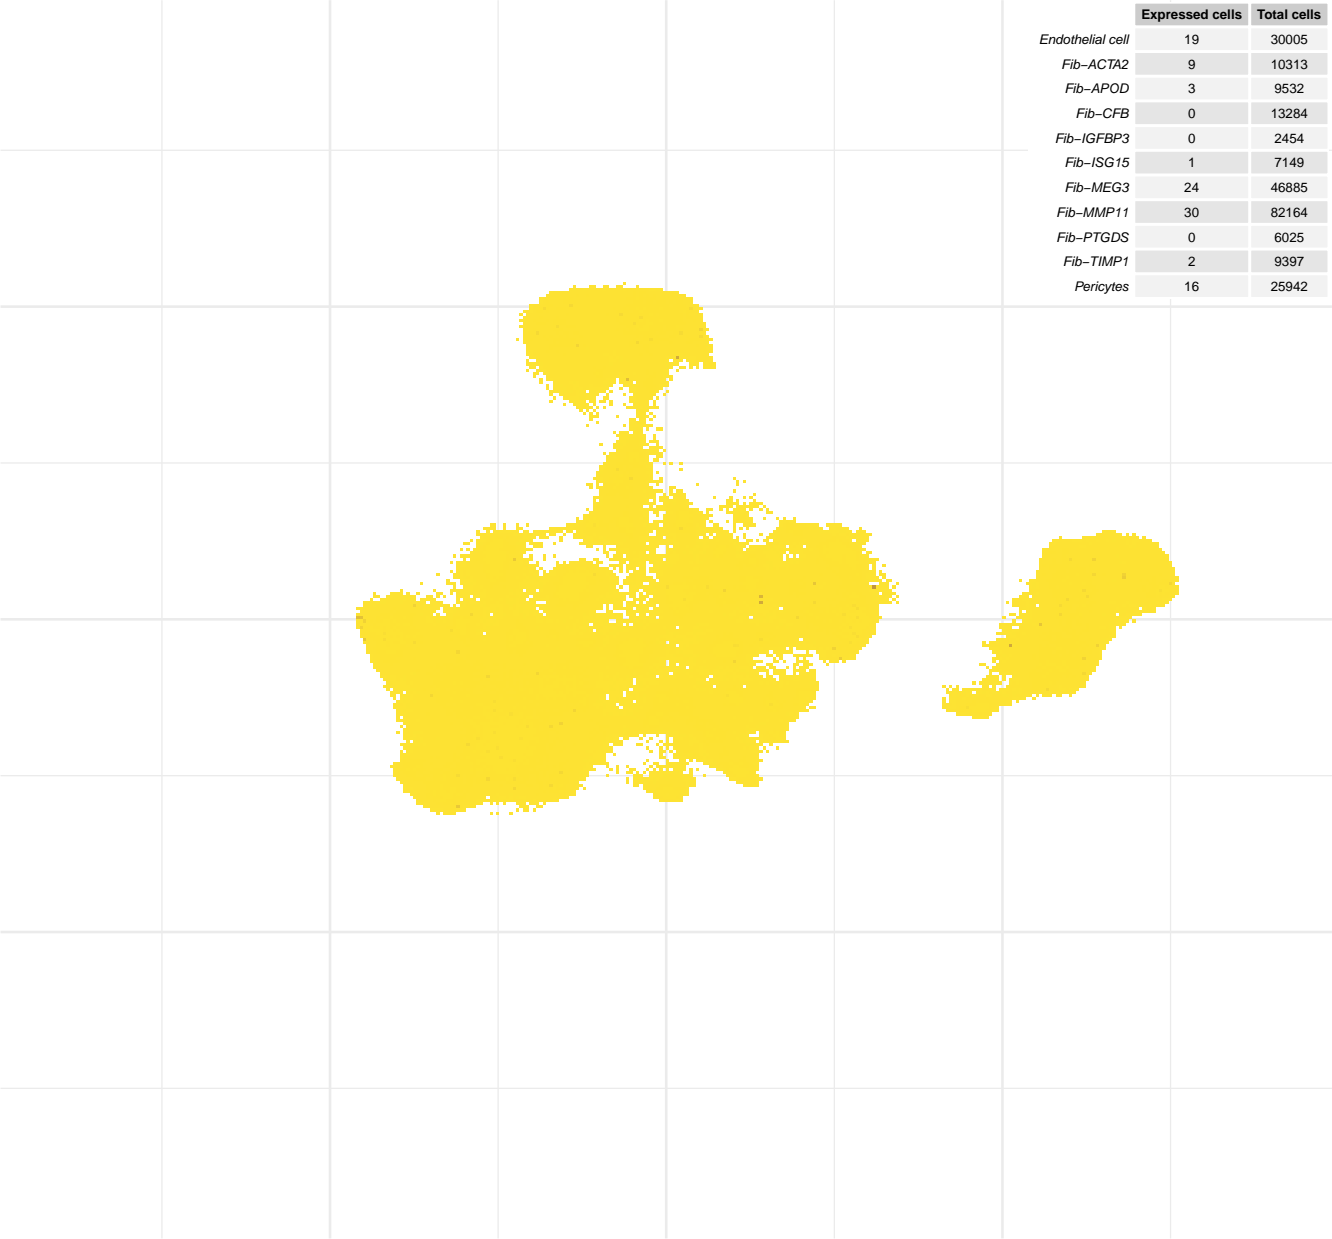 Expressed cells Total cells
Endothelial cell 19 30005
Fib−ACTA2 9 10313
Fib−APOD 3 9532
Fib−CFB 0 13284
Fib−IGFBP3 0 2454
Fib−ISG15 1 7149
Fib−MEG3 24 46885
Fib−MMP11 30 82164
Fib−PTGDS 0 6025
Fib−TIMP1 2 9397
Pericytes 16 25942